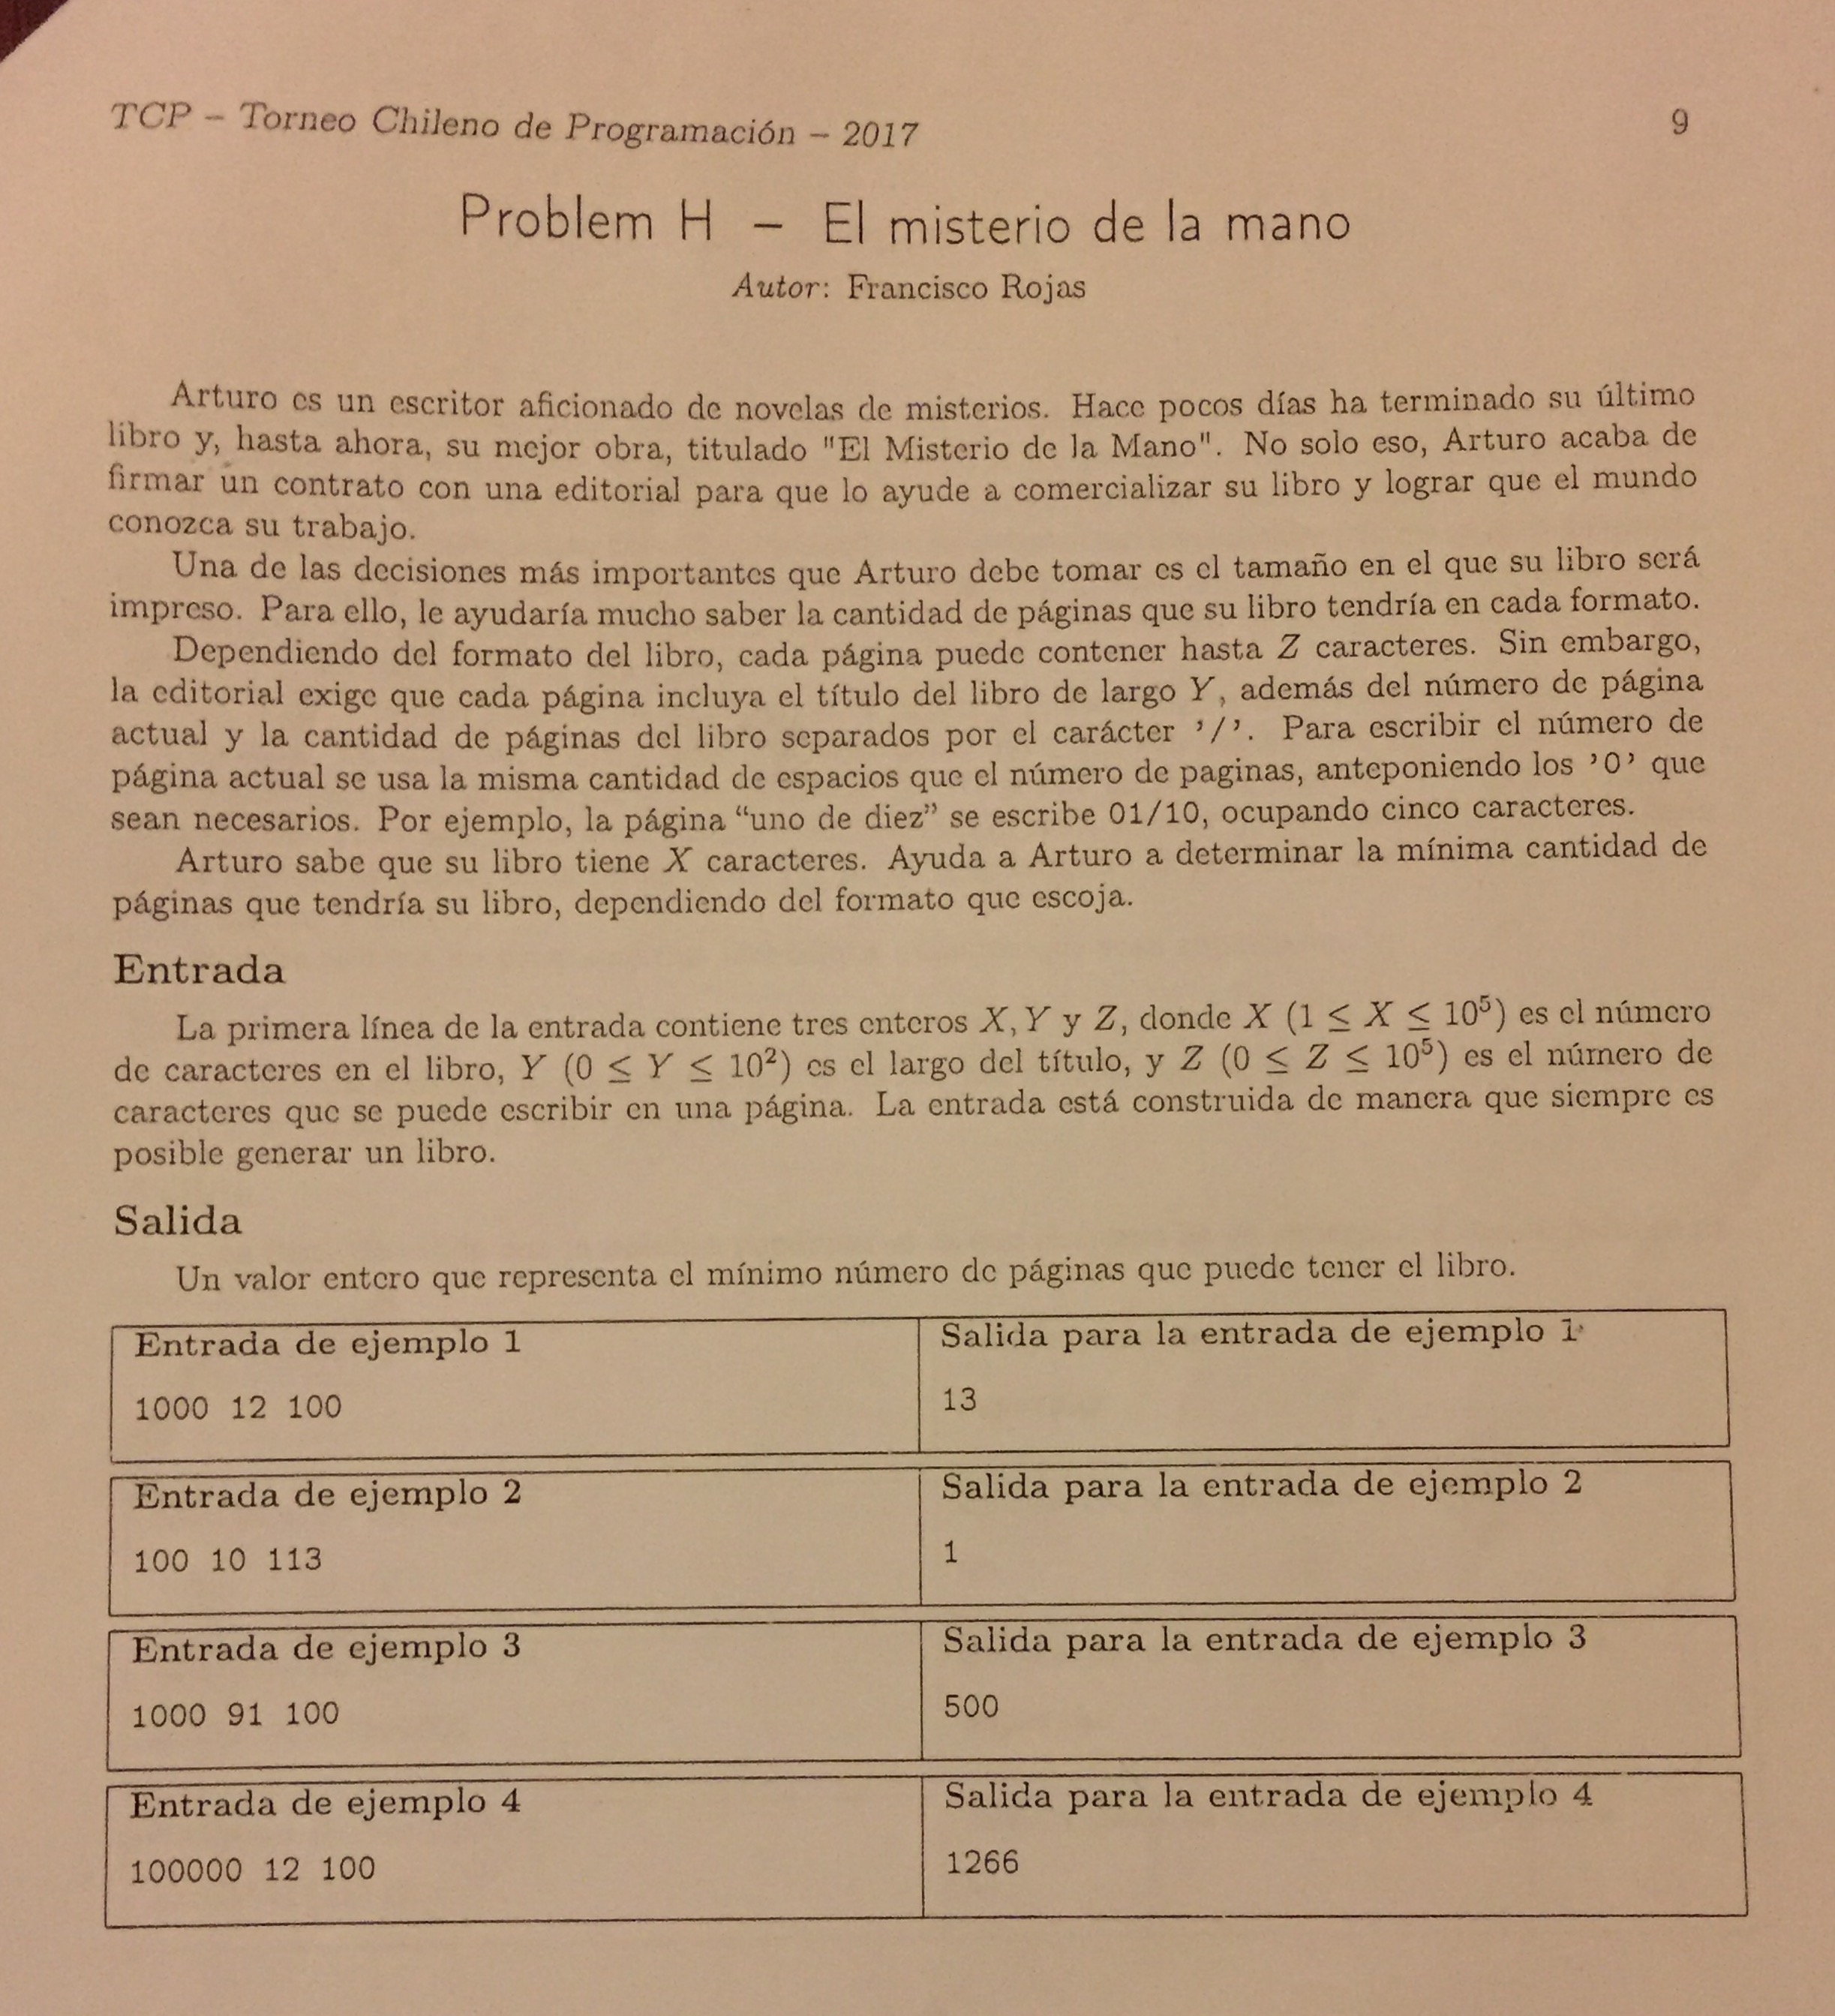 TCP – Torneo Chileno de Programación – 2017 9
Problem H – El misterio de la mano
Autor: Francisco Rojas
Arturo es un escritor aficionado de novelas de misterios. Hace pocos días ha terminado su último
libro y, hasta ahora, su mejor obra, titulado "El Misterio de la Mano". No solo eso, Arturo acaba de
firmar un contrato con una editorial para que lo ayude a comercializar su libro y lograr que el mundo
conozca su trabajo.
Una de las decisiones más importantes que Arturo debe tomar es el tamaño en el que su libro será
impreso. Para ello, le ayudaría mucho saber la cantidad de páginas que su libro tendría en cada formato.
Dependiendo del formato del libro, cada página puede contener hasta Z caracteres. Sin embargo,
la editorial exige que cada página incluya el título del libro de largo Y, además del número de página
actual y la cantidad de páginas del libro separados por el carácter '/'. Para escribir el número de
página actual se usa la misma cantidad de espacios que el número de paginas, anteponiendo los '0' que
sean necesarios. Por ejemplo, la página “uno de diez” se escribe 01/10, ocupando cinco caracteres.
Arturo sabe que su libro tiene X caracteres. Ayuda a Arturo a determinar la mínima cantidad de
páginas que tendría su libro, dependiendo del formato que escoja.
Entrada
La primera línea de la entrada contiene tres enteros X, Y y Z, donde X (1 ≤ X ≤ 10⁵) es el número
de caracteres en el libro, Y (0 ≤ Y ≤ 10²) es el largo del título, y Z (0 ≤ Z ≤ 10⁵) es el número de
caracteres que se puede escribir en una página. La entrada está construida de manera que siempre es
posible generar un libro.
Salida
Un valor entero que representa el mínimo número de páginas que puede tener el libro.
Entrada de ejemplo 1
1000 12 100
Salida para la entrada de ejemplo 1
13
Entrada de ejemplo 2
100 10 113
Salida para la entrada de ejemplo 2
1
Entrada de ejemplo 3
1000 91 100
Salida para la entrada de ejemplo 3
500
Entrada de ejemplo 4
100000 12 100
Salida para la entrada de ejemplo 4
1266